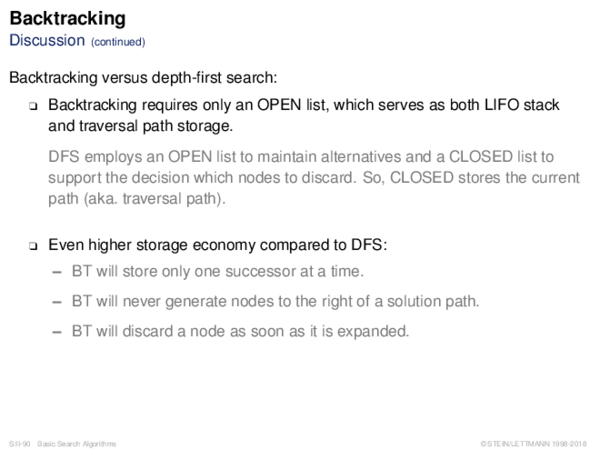 Backtracking
Discussion (continued)
Backtracking versus depth-first search:
❑ Backtracking requires only an OPEN list, which serves as both LIFO stack
and traversal path storage.
DFS employs an OPEN list to maintain alternatives and a CLOSED list to
support the decision which nodes to discard. So, CLOSED stores the current
path (aka. traversal path).
❑ Even higher storage economy compared to DFS:
– BT will store only one successor at a time.
– BT will never generate nodes to the right of a solution path.
– BT will discard a node as soon as it is expanded.
S:II-90 Basic Search Algorithms
© STEIN/LETTMANN 1998-2018